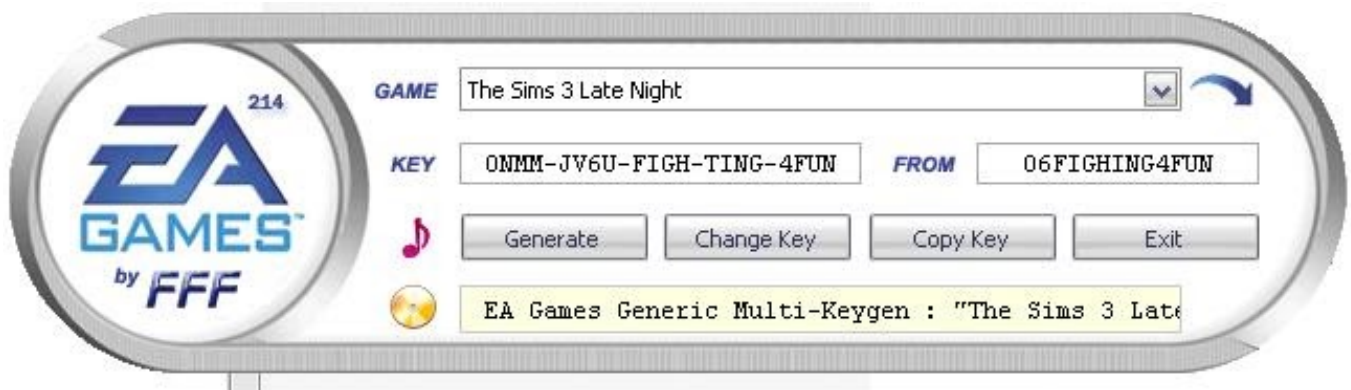 214
EA
GAMES™
by FFF
GAME The Sims 3 Late Night
KEY 0NMM-JV6U-FIGH-TING-4FUN FROM 06FIGHING4FUN
Generate Change Key Copy Key Exit
EA Games Generic Multi-Keygen : "The Sims 3 Late